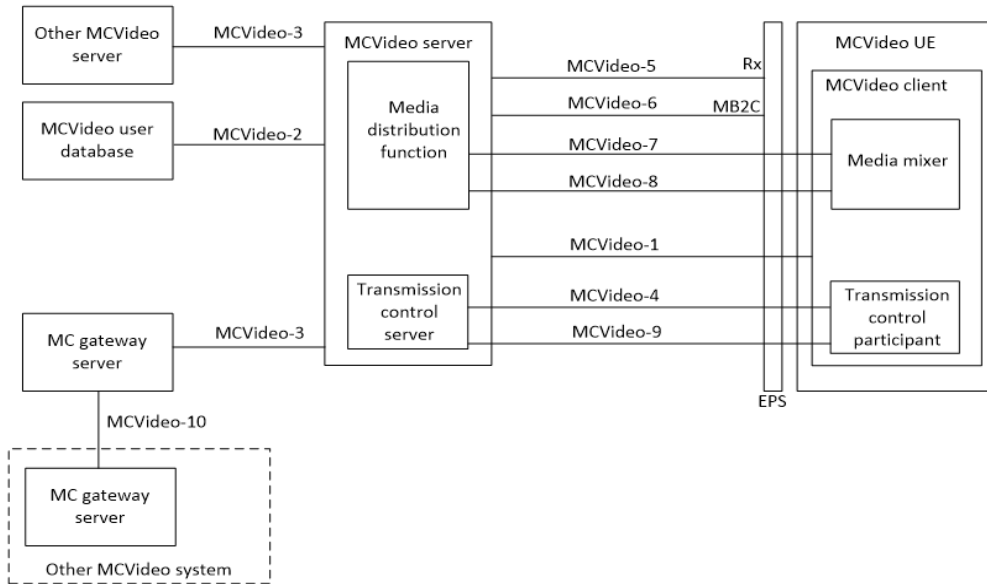 Other MCVideo
server
MCVideo-3
MCVideo user
database
MCVideo-2
MC gateway
server
MCVideo-3
MCVideo-10
MC gateway
server
Other MCVideo system
MCVideo server
Media
distribution
function
Transmission
control
server
MCVideo-5
Rx
MCVideo-6
MB2C
MCVideo-7
MCVideo-8
MCVideo-1
MCVideo-4
MCVideo-9
EPS
MCVideo UE
MCVideo client
Media mixer
Transmission
control
participant